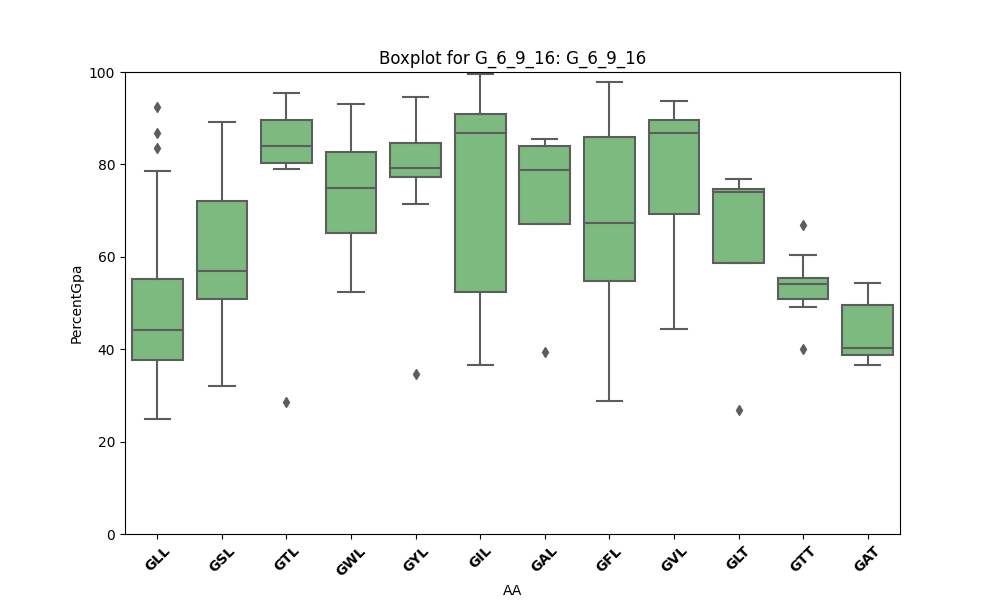 Boxplot for G_6_9_16: G_6_9_16
PercentGpa
100
80
60
40
20
0
GLL GSL GTL GWL GYL GIL GAL GFL GVL GLT GTT GAT
AA